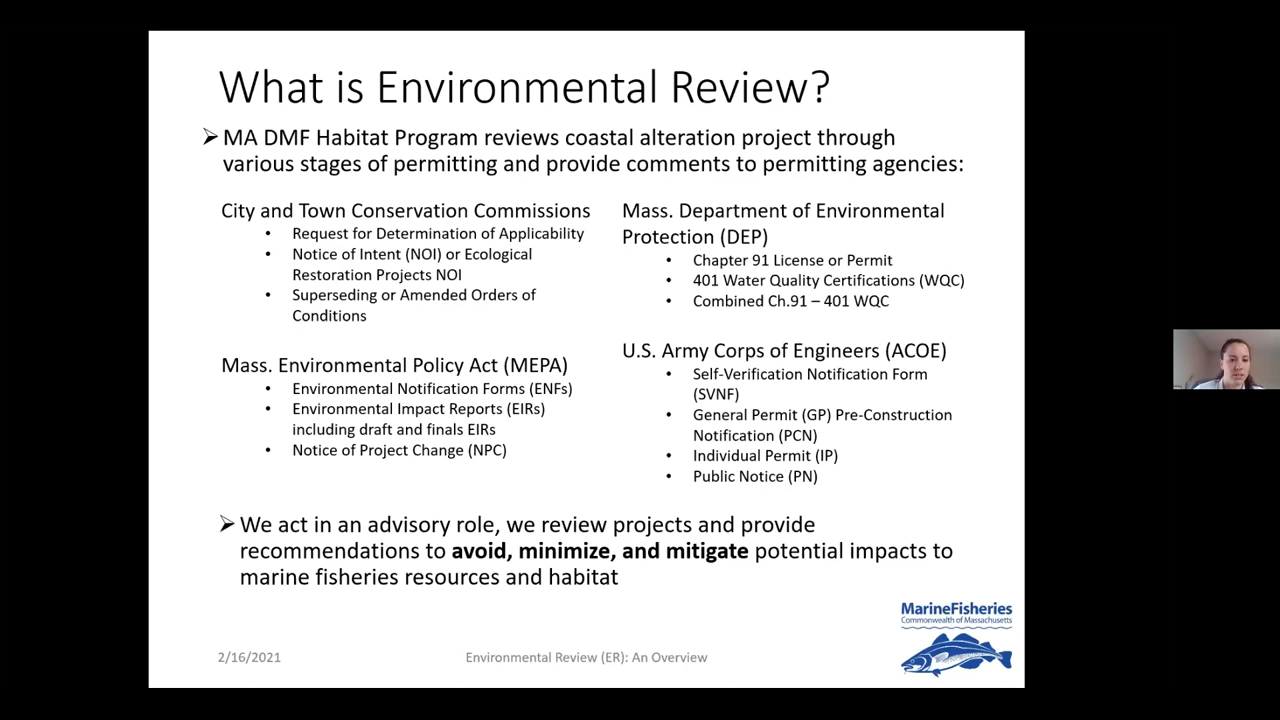 What is Environmental Review?
➢ MA DMF Habitat Program reviews coastal alteration project through
various stages of permitting and provide comments to permitting agencies:
City and Town Conservation Commissions
• Request for Determination of Applicability
• Notice of Intent (NOI) or Ecological
Restoration Projects NOI
• Superseding or Amended Orders of
Conditions
Mass. Environmental Policy Act (MEPA)
• Environmental Notification Forms (ENFs)
• Environmental Impact Reports (EIRs)
including draft and finals EIRs
• Notice of Project Change (NPC)
Mass. Department of Environmental
Protection (DEP)
• Chapter 91 License or Permit
• 401 Water Quality Certifications (WQC)
• Combined Ch.91 – 401 WQC
U.S. Army Corps of Engineers (ACOE)
• Self-Verification Notification Form
(SVNF)
• General Permit (GP) Pre-Construction
Notification (PCN)
• Individual Permit (IP)
• Public Notice (PN)
➢ We act in an advisory role, we review projects and provide
recommendations to avoid, minimize, and mitigate potential impacts to
marine fisheries resources and habitat
MarineFisheries
Commonwealth of Massachusetts
2/16/2021
Environmental Review (ER): An Overview